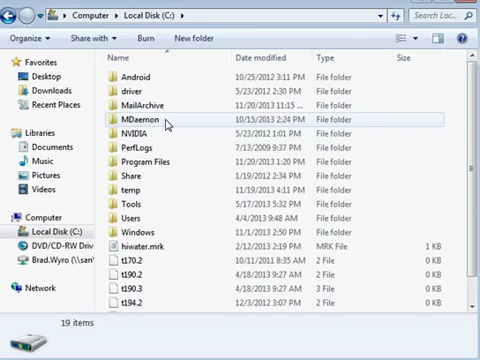 Computer ▸ Local Disk (C:) ▸ Search Loc...
Organize ▾ Share with ▾ Burn New folder
Favorites
Desktop
Downloads
Recent Places
Libraries
Documents
Music
Pictures
Videos
Computer
Local Disk (C:)
DVD/CD-RW Driv
Brad.Wyro (\\san
Network
Name Date modified Type Size
Android 10/25/2012 3:11 PM File folder
driver 5/23/2012 2:30 PM File folder
MailArchive 11/20/2013 11:15 ... File folder
MDaemon 10/15/2013 2:24 PM File folder
NVIDIA 5/23/2012 1:01 PM File folder
PerfLogs 7/13/2009 9:37 PM File folder
Program Files 11/20/2013 1:20 PM File folder
Share 1/19/2012 2:34 PM File folder
temp 11/19/2013 4:11 PM File folder
Tools 5/17/2013 5:32 PM File folder
Users 4/4/2013 9:48 AM File folder
Windows 11/1/2013 2:50 PM File folder
hiwater.mrk 2/12/2013 2:19 PM MRK File 1 KB
t170.2 10/11/2011 8:35 AM 2 File 0 KB
t190.2 4/18/2013 9:27 AM 2 File 0 KB
t190.3 4/18/2013 9:27 AM 3 File 0 KB
t194.2 12/3/2012 7:07 PM 2 File 0 KB
19 items